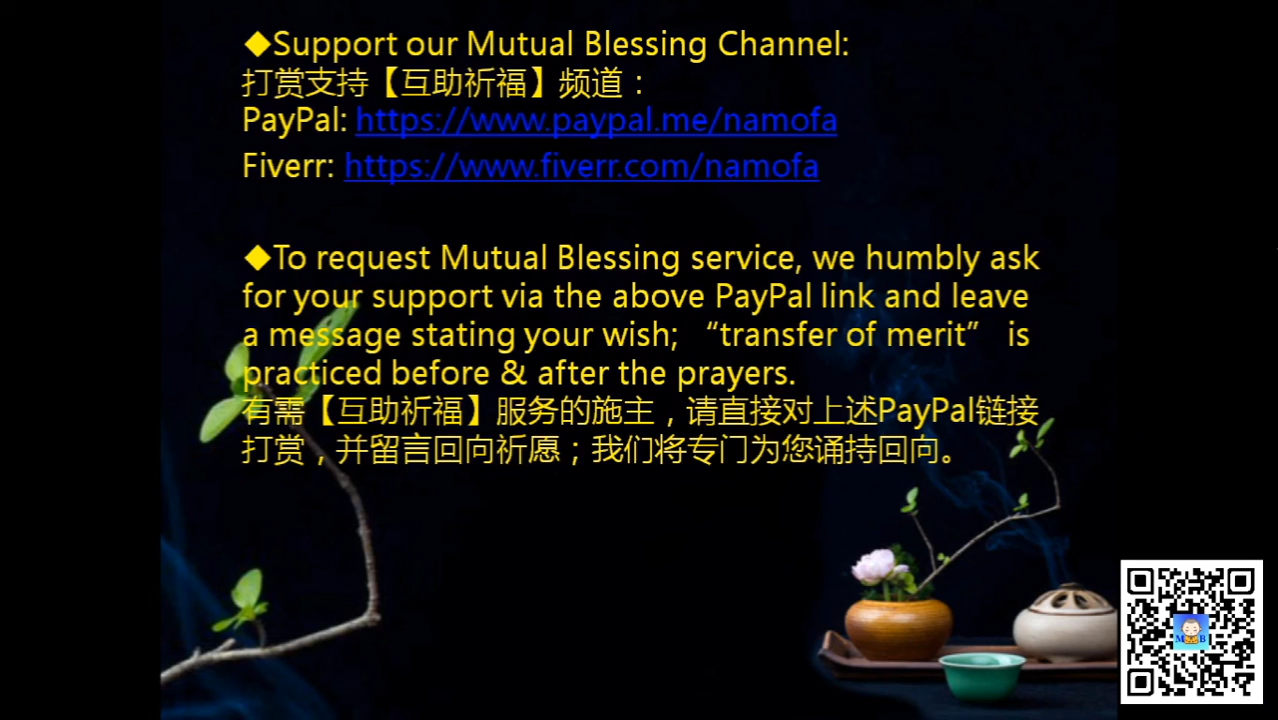 ◆Support our Mutual Blessing Channel:
打赏支持【互助祈福】频道：
PayPal: https://www.paypal.me/namofa
Fiverr: https://www.fiverr.com/namofa
◆To request Mutual Blessing service, we humbly ask
for your support via the above PayPal link and leave
a message stating your wish; “transfer of merit” is
practiced before & after the prayers.
有需【互助祈福】服务的施主，请直接对上述PayPal链接
打赏，并留言回向祈愿；我们将专门为您诵持回向。
M B